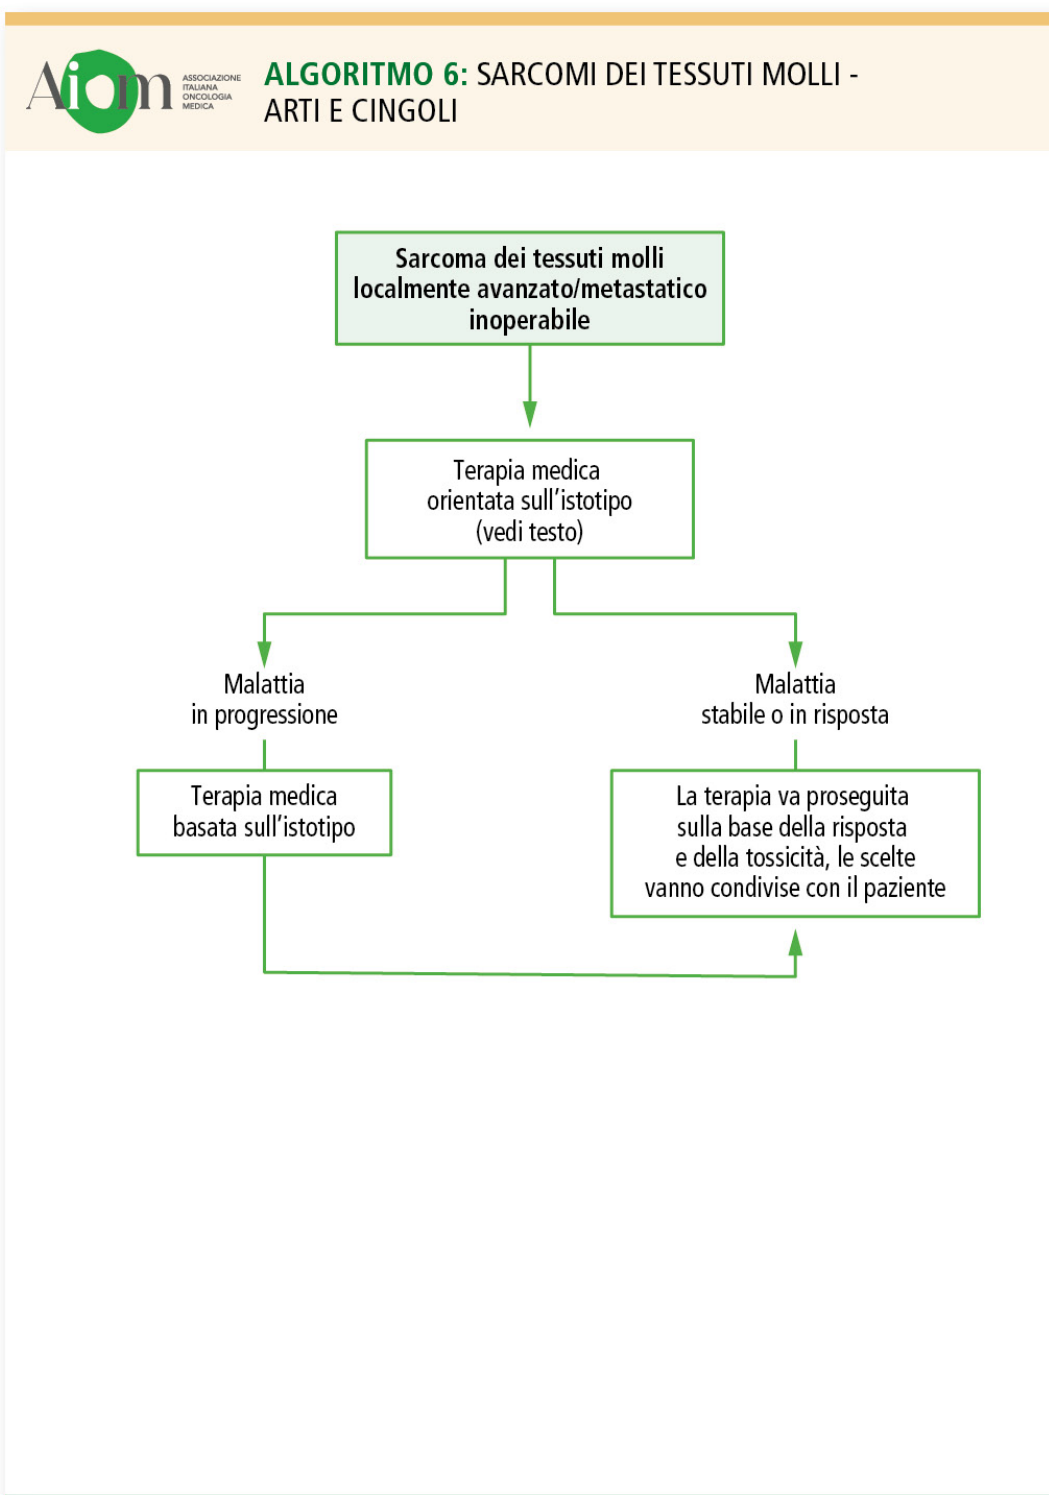 Aiom
ASSOCIAZIONE
ITALIANA
ONCOLOGIA
MEDICA
ALGORITMO 6: SARCOMI DEI TESSUTI MOLLI -
ARTI E CINGOLI
Sarcoma dei tessuti molli
localmente avanzato/metastatico
inoperabile
Terapia medica
orientata sull'istotipo
(vedi testo)
Malattia
in progressione
Malattia
stabile o in risposta
Terapia medica
basata sull'istotipo
La terapia va proseguita
sulla base della risposta
e della tossicità, le scelte
vanno condivise con il paziente